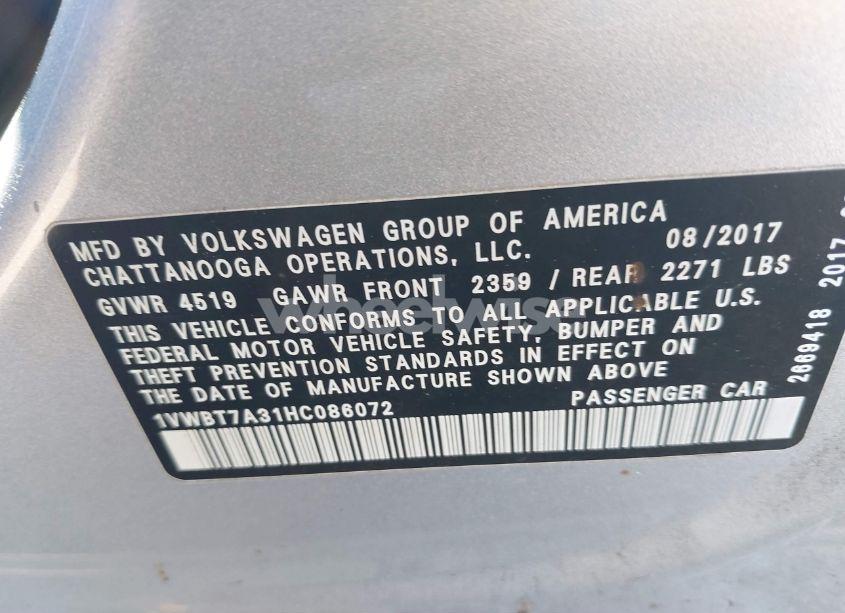 MFD BY VOLKSWAGEN GROUP OF AMERICA 08/2017
CHATTANOOGA OPERATIONS, LLC.
GVWR 4519 GAWR FRONT 2359 / REAR 2271 LBS
THIS VEHICLE CONFORMS TO ALL APPLICABLE U.S.
FEDERAL MOTOR VEHICLE SAFETY, BUMPER AND
THEFT PREVENTION STANDARDS IN EFFECT ON
THE DATE OF MANUFACTURE SHOWN ABOVE
1VWBT7A31HC086072 PASSENGER CAR
2669418 2017
wheelwise